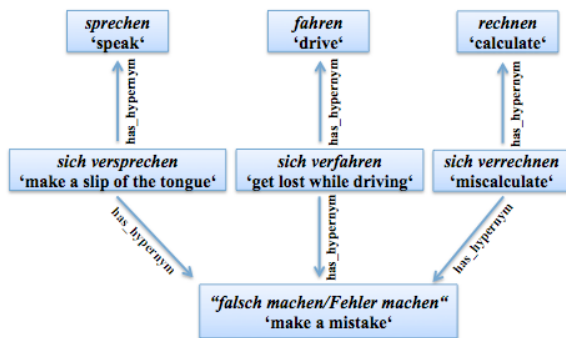 sprechen
‘speak‘
fahren
‘drive‘
rechnen
‘calculate‘
has_hypernym
has_hypernym
has_hypernym
sich versprechen
‘make a slip of the tongue‘
sich verfahren
‘get lost while driving‘
sich verrechnen
‘miscalculate‘
has_hypernym
has_hypernym
has_hypernym
“falsch machen/Fehler machen“
‘make a mistake‘